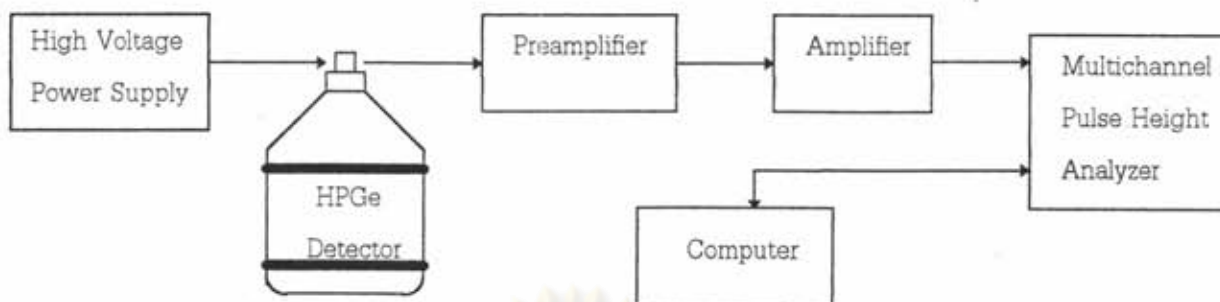 High Voltage
Power Supply
Preamplifier
Amplifier
Multichannel
Pulse Height
Analyzer
HPGe
Detector
Computer